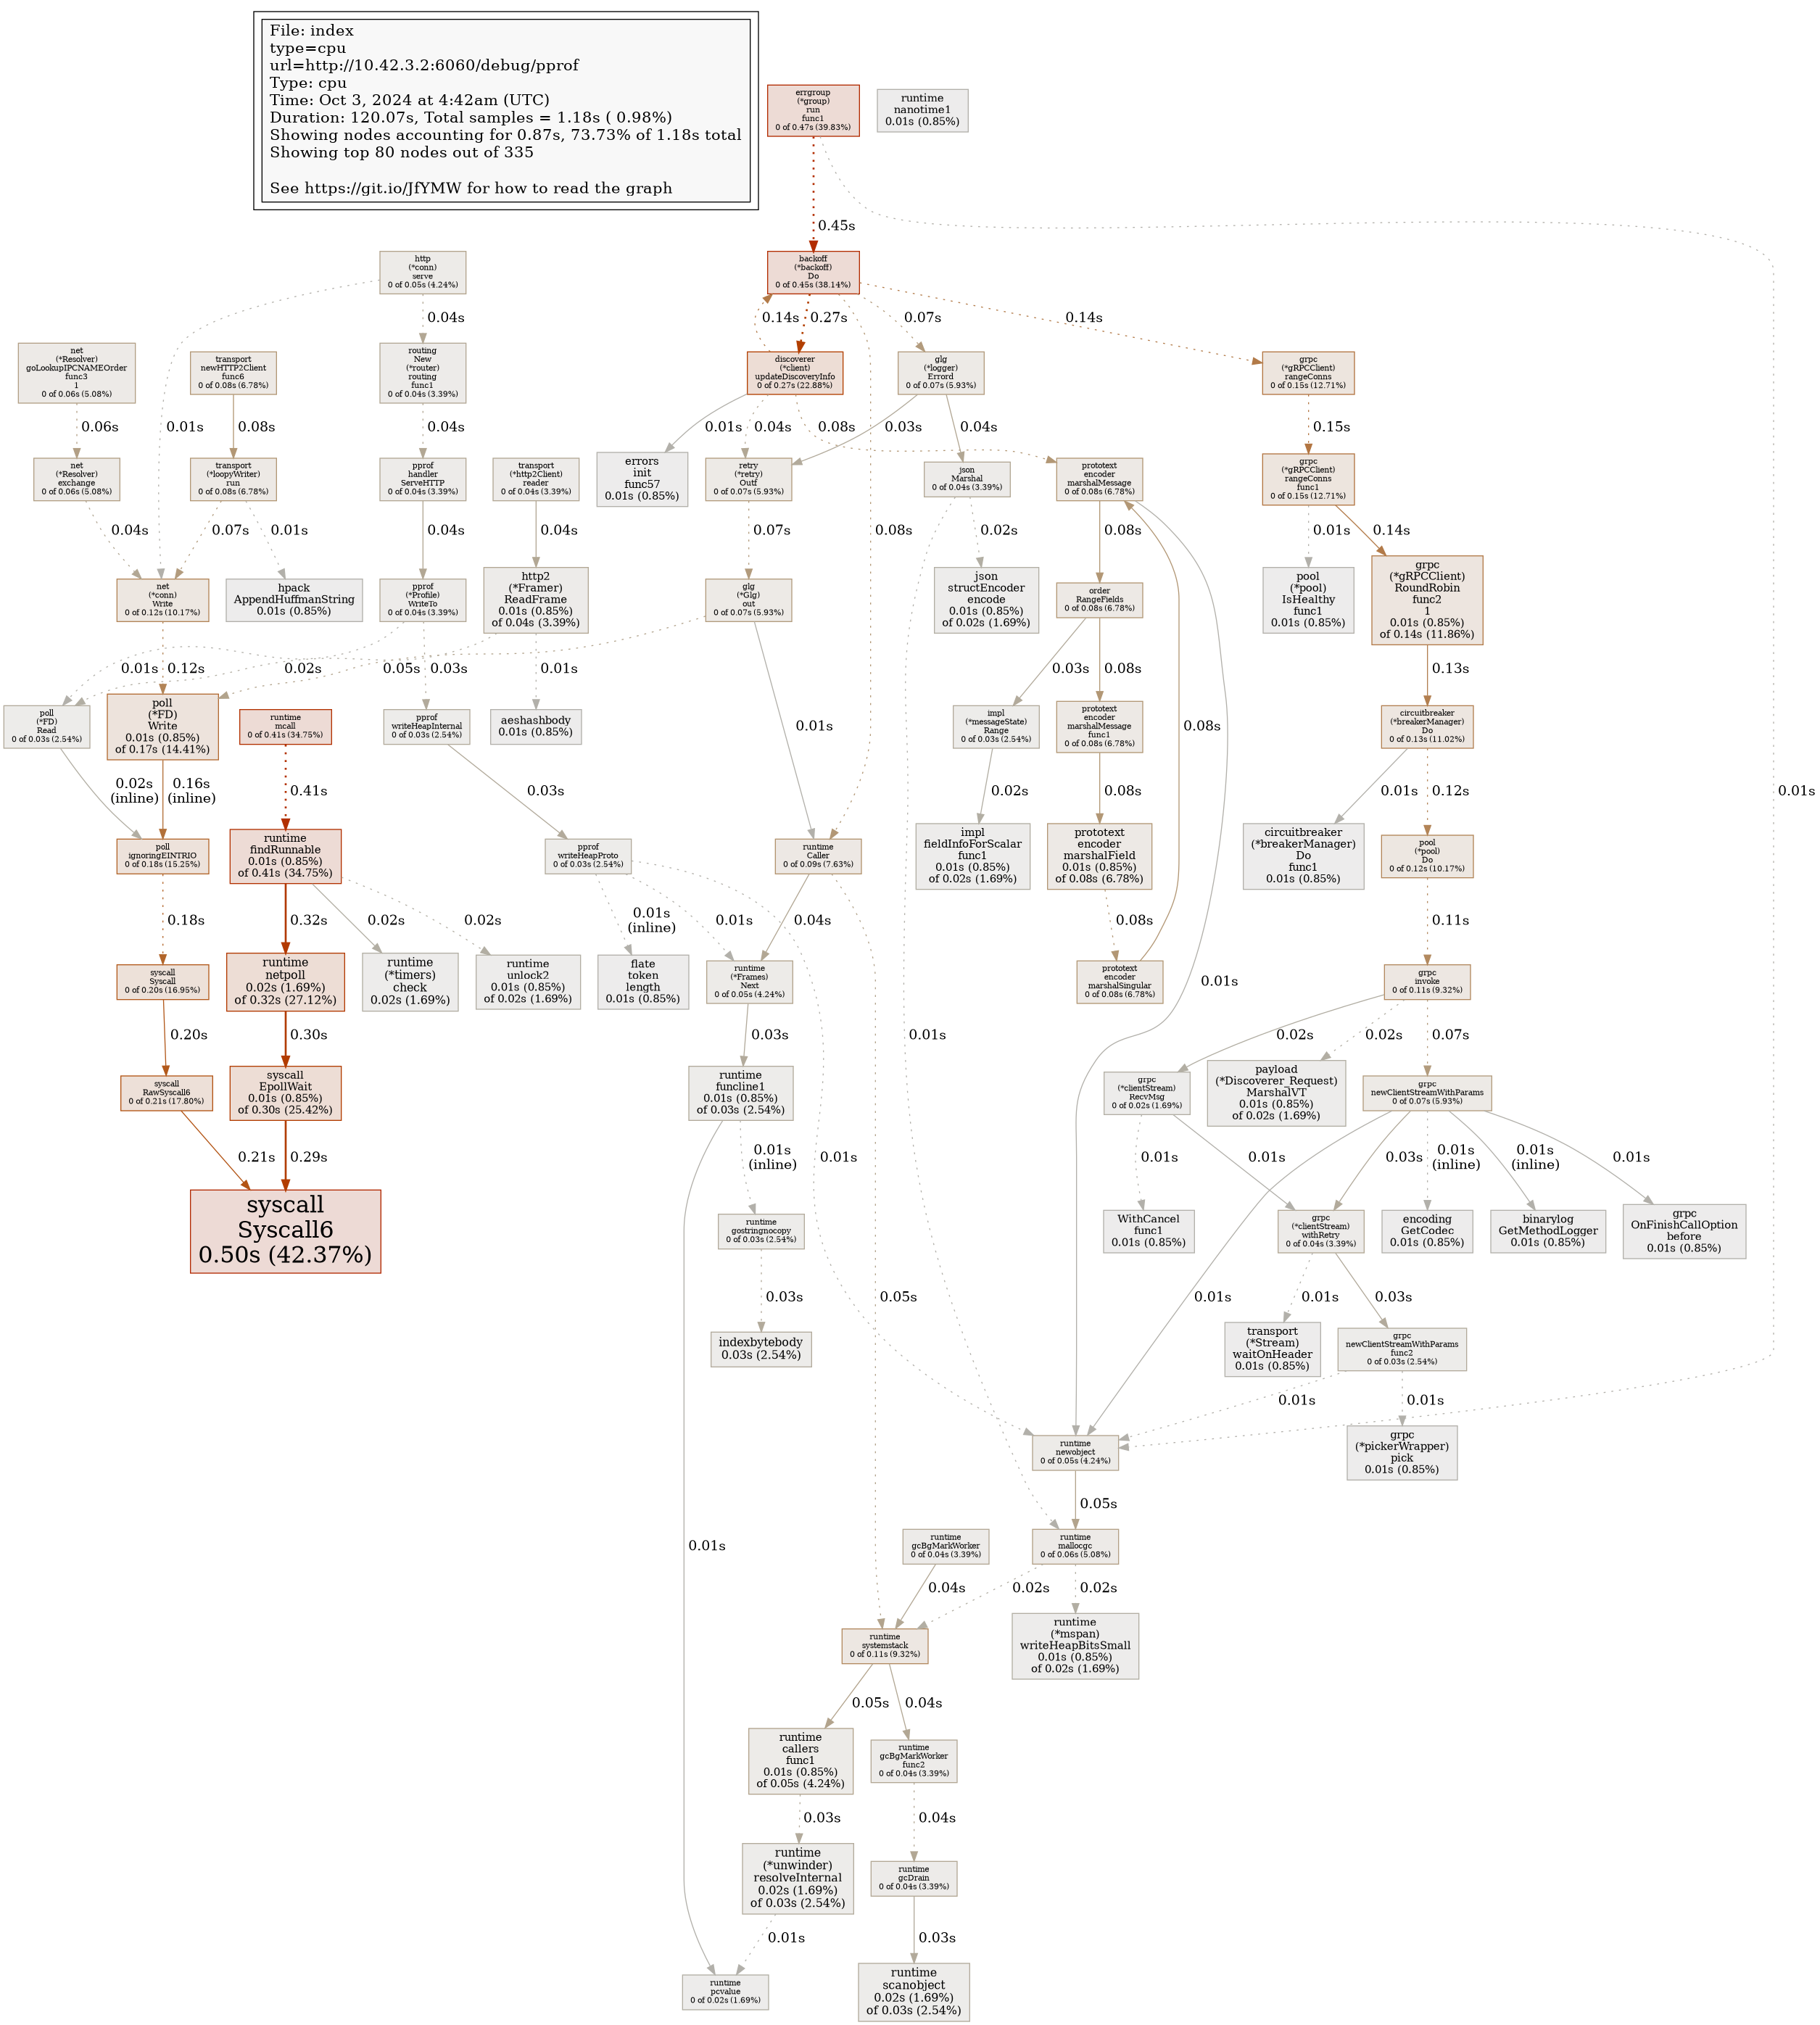 File: index
type=cpu
url=http://10.42.3.2:6060/debug/pprof
Type: cpu
Time: Oct 3, 2024 at 4:42am (UTC)
Duration: 120.07s, Total samples = 1.18s ( 0.98%)
Showing nodes accounting for 0.87s, 73.73% of 1.18s total
Showing top 80 nodes out of 335
See https://git.io/JfYMW for how to read the graph
errgroup
(*group)
run
func1
0 of 0.47s (39.83%)
runtime
nanotime1
0.01s (0.85%)
0.45s
http
(*conn)
serve
0 of 0.05s (4.24%)
backoff
(*backoff)
Do
0 of 0.45s (38.14%)
0.01s
0.04s
0.14s
0.27s
0.07s
0.14s
net
(*Resolver)
goLookupIPCNAMEOrder
func3
1
0 of 0.06s (5.08%)
transport
newHTTP2Client
func6
0 of 0.08s (6.78%)
routing
New
(*router)
routing
func1
0 of 0.04s (3.39%)
discoverer
(*client)
updateDiscoveryInfo
0 of 0.27s (22.88%)
glg
(*logger)
Errord
0 of 0.07s (5.93%)
grpc
(*gRPCClient)
rangeConns
0 of 0.15s (12.71%)
0.06s
0.01s
0.08s
0.04s
0.01s
0.04s
0.08s
0.03s
0.04s
0.15s
net
(*Resolver)
exchange
0 of 0.06s (5.08%)
transport
(*loopyWriter)
run
0 of 0.08s (6.78%)
pprof
handler
ServeHTTP
0 of 0.04s (3.39%)
transport
(*http2Client)
reader
0 of 0.04s (3.39%)
errors
init
func57
0.01s (0.85%)
retry
(*retry)
Outf
0 of 0.07s (5.93%)
json
Marshal
0 of 0.04s (3.39%)
prototext
encoder
marshalMessage
0 of 0.08s (6.78%)
grpc
(*gRPCClient)
rangeConns
func1
0 of 0.15s (12.71%)
0.04s
0.07s
0.01s
0.04s
0.04s
0.07s
0.08s
0.02s
0.08s
0.01s
0.14s
net
(*conn)
Write
0 of 0.12s (10.17%)
hpack
AppendHuffmanString
0.01s (0.85%)
pprof
(*Profile)
WriteTo
0 of 0.04s (3.39%)
http2
(*Framer)
ReadFrame
0.01s (0.85%)
of 0.04s (3.39%)
glg
(*Glg)
out
0 of 0.07s (5.93%)
json
structEncoder
encode
0.01s (0.85%)
of 0.02s (1.69%)
order
RangeFields
0 of 0.08s (6.78%)
pool
(*pool)
IsHealthy
func1
0.01s (0.85%)
grpc
(*gRPCClient)
RoundRobin
func2
1
0.01s (0.85%)
of 0.14s (11.86%)
0.01s
0.12s
0.02s
0.05s
0.03s
0.01s
0.03s
0.08s
0.13s
poll
(*FD)
Read
0 of 0.03s (2.54%)
poll
(*FD)
Write
0.01s (0.85%)
of 0.17s (14.41%)
runtime
mcall
0 of 0.41s (34.75%)
pprof
writeHeapInternal
0 of 0.03s (2.54%)
aeshashbody
0.01s (0.85%)
0.01s
impl
(*messageState)
Range
0 of 0.03s (2.54%)
prototext
encoder
marshalMessage
func1
0 of 0.08s (6.78%)
0.08s
circuitbreaker
(*breakerManager)
Do
0 of 0.13s (11.02%)
0.02s
(inline)
0.16s
(inline)
0.41s
0.03s
0.02s
0.08s
0.01s
0.12s
0.01s
poll
ignoringEINTRIO
0 of 0.18s (15.25%)
runtime
findRunnable
0.01s (0.85%)
of 0.41s (34.75%)
pprof
writeHeapProto
0 of 0.03s (2.54%)
runtime
Caller
0 of 0.09s (7.63%)
impl
fieldInfoForScalar
func1
0.01s (0.85%)
of 0.02s (1.69%)
prototext
encoder
marshalField
0.01s (0.85%)
of 0.08s (6.78%)
circuitbreaker
(*breakerManager)
Do
func1
0.01s (0.85%)
pool
(*pool)
Do
0 of 0.12s (10.17%)
0.18s
0.32s
0.02s
0.02s
0.01s
(inline)
0.01s
0.04s
0.08s
0.11s
syscall
Syscall
0 of 0.20s (16.95%)
runtime
netpoll
0.02s (1.69%)
of 0.32s (27.12%)
runtime
(*timers)
check
0.02s (1.69%)
runtime
unlock2
0.01s (0.85%)
of 0.02s (1.69%)
flate
token
length
0.01s (0.85%)
runtime
(*Frames)
Next
0 of 0.05s (4.24%)
prototext
encoder
marshalSingular
0 of 0.08s (6.78%)
0.01s
grpc
invoke
0 of 0.11s (9.32%)
0.20s
0.30s
0.03s
0.01s
0.02s
0.02s
0.07s
syscall
RawSyscall6
0 of 0.21s (17.80%)
syscall
EpollWait
0.01s (0.85%)
of 0.30s (25.42%)
runtime
funcline1
0.01s (0.85%)
of 0.03s (2.54%)
grpc
(*clientStream)
RecvMsg
0 of 0.02s (1.69%)
payload
(*Discoverer_Request)
MarshalVT
0.01s (0.85%)
of 0.02s (1.69%)
grpc
newClientStreamWithParams
0 of 0.07s (5.93%)
0.21s
0.29s
0.01s
(inline)
0.01s
0.01s
0.01s
0.03s
0.01s
(inline)
0.01s
(inline)
0.01s
syscall
Syscall6
0.50s (42.37%)
runtime
gostringnocopy
0 of 0.03s (2.54%)
WithCancel
func1
0.01s (0.85%)
grpc
(*clientStream)
withRetry
0 of 0.04s (3.39%)
encoding
GetCodec
0.01s (0.85%)
binarylog
GetMethodLogger
0.01s (0.85%)
grpc
OnFinishCallOption
before
0.01s (0.85%)
0.03s
0.05s
0.01s
0.01s
0.03s
indexbytebody
0.03s (2.54%)
transport
(*Stream)
waitOnHeader
0.01s (0.85%)
grpc
newClientStreamWithParams
func2
0 of 0.03s (2.54%)
0.01s
0.01s
runtime
newobject
0 of 0.05s (4.24%)
grpc
(*pickerWrapper)
pick
0.01s (0.85%)
0.05s
0.01s
runtime
gcBgMarkWorker
0 of 0.04s (3.39%)
runtime
mallocgc
0 of 0.06s (5.08%)
0.04s
0.02s
0.02s
runtime
systemstack
0 of 0.11s (9.32%)
runtime
(*mspan)
writeHeapBitsSmall
0.01s (0.85%)
of 0.02s (1.69%)
0.05s
0.04s
runtime
callers
func1
0.01s (0.85%)
of 0.05s (4.24%)
runtime
gcBgMarkWorker
func2
0 of 0.04s (3.39%)
0.03s
0.04s
runtime
(*unwinder)
resolveInternal
0.02s (1.69%)
of 0.03s (2.54%)
runtime
gcDrain
0 of 0.04s (3.39%)
0.01s
0.03s
runtime
pcvalue
0 of 0.02s (1.69%)
runtime
scanobject
0.02s (1.69%)
of 0.03s (2.54%)